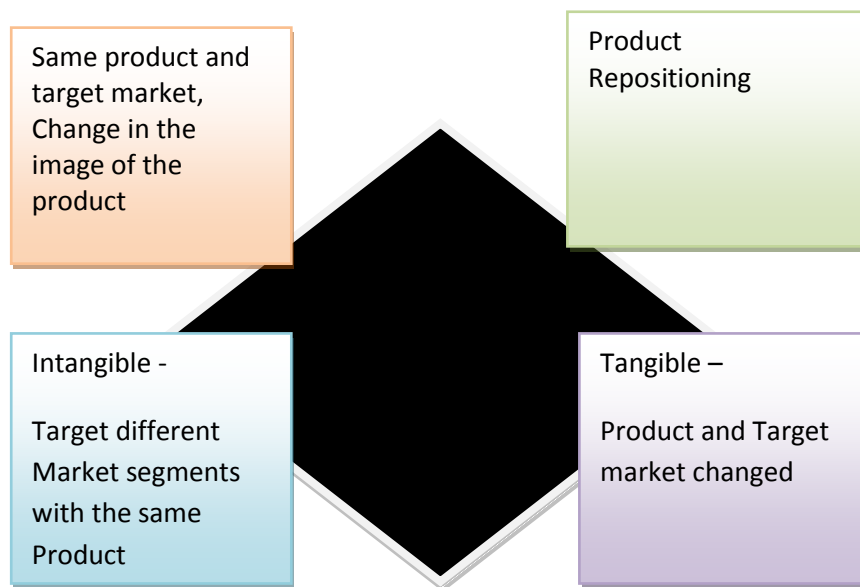 Same product and
target market,
Change in the
image of the
product
Product
Repositioning
Intangible -
Target different
Market segments
with the same
Product
Tangible –
Product and Target
market changed